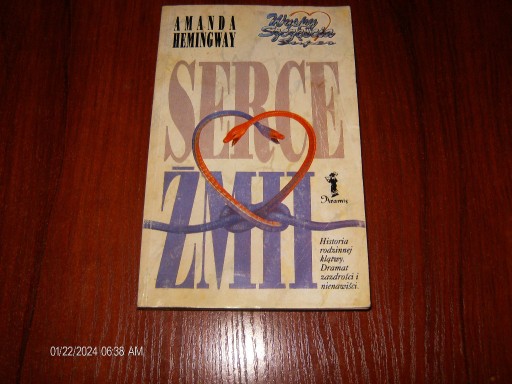 AMANDA
HEMINGWAY
SERCE
ŻMII
Historia
rodzinnej
klątwy.
Dramat
zazdrości i
nienawiści.
01/22/2024 06:38 AM